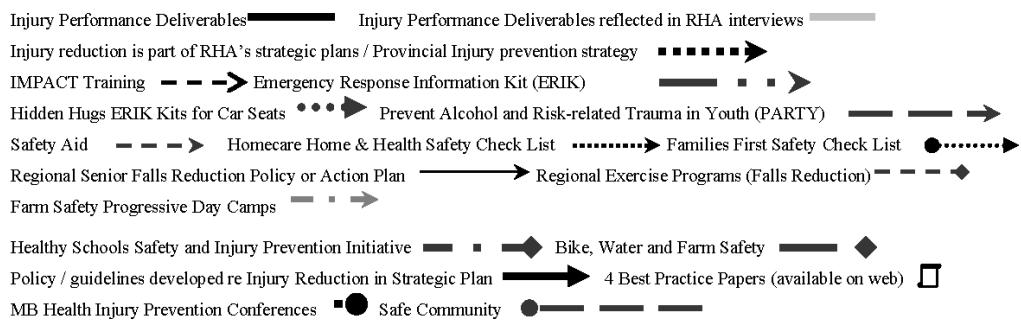 Injury Performance Deliverables Injury Performance Deliverables reflected in RHA interviews
Injury reduction is part of RHA's strategic plans / Provincial Injury prevention strategy
IMPACT Training Emergency Response Information Kit (ERIK)
Hidden Hugs ERIK Kits for Car Seats Prevent Alcohol and Risk-related Trauma in Youth (PARTY)
Safety Aid Homecare Home & Health Safety Check List Families First Safety Check List
Regional Senior Falls Reduction Policy or Action Plan Regional Exercise Programs (Falls Reduction)
Farm Safety Progressive Day Camps
Healthy Schools Safety and Injury Prevention Initiative Bike, Water and Farm Safety
Policy / guidelines developed re Injury Reduction in Strategic Plan 4 Best Practice Papers (available on web)
MB Health Injury Prevention Conferences Safe Community